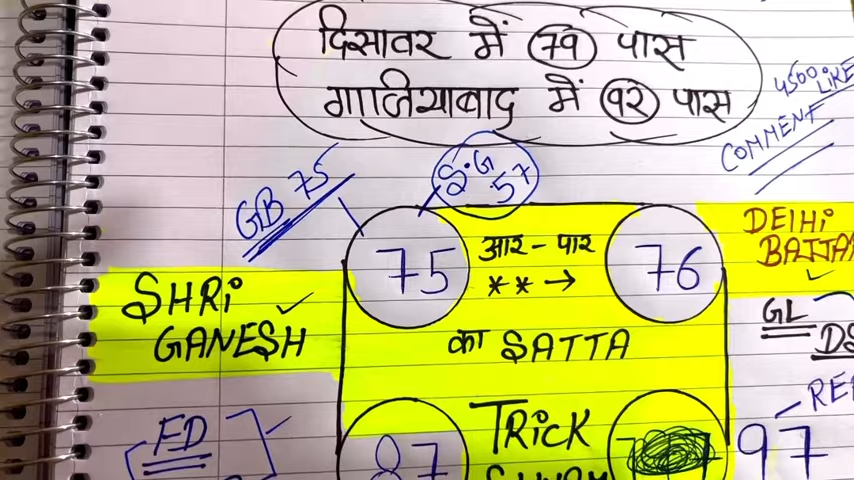 दिसावर में 79 पास
गाजियाबाद में 92 पास
4500 LIKE
COMMENT
GB 75
S.G 57
75 आर-पार 76
**→
का SATTA
SHRi
GANESH
DElHi
GL
FD
TRiCK
87
97